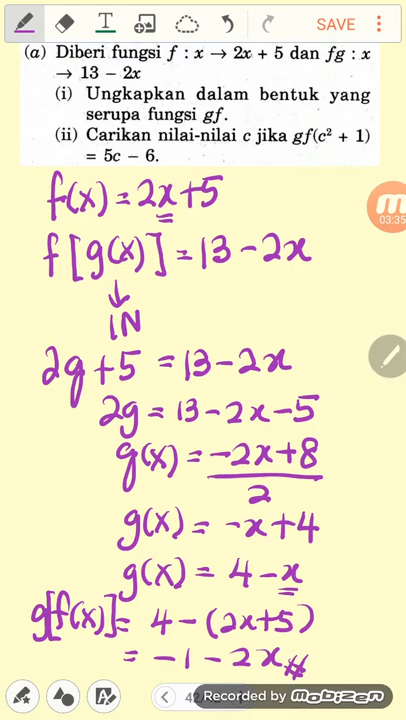 SAVE
(a) Diberi fungsi f : x → 2x + 5 dan fg : x
→ 13 – 2x
(i) Ungkapkan dalam bentuk yang
serupa fungsi gf.
(ii) Carikan nilai-nilai c jika gf(c² + 1)
= 5c – 6.
f(x) = 2x + 5
03:35
f[g(x)] = 13 - 2x
↓
IN
2g + 5 = 13 - 2x
2g = 13 - 2x - 5
g(x) = -2x + 8
2
g(x) = -x + 4
g(x) = 4 - x
g[f(x)] = 4 - (2x + 5)
= -1 - 2x #
Recorded by mobizen